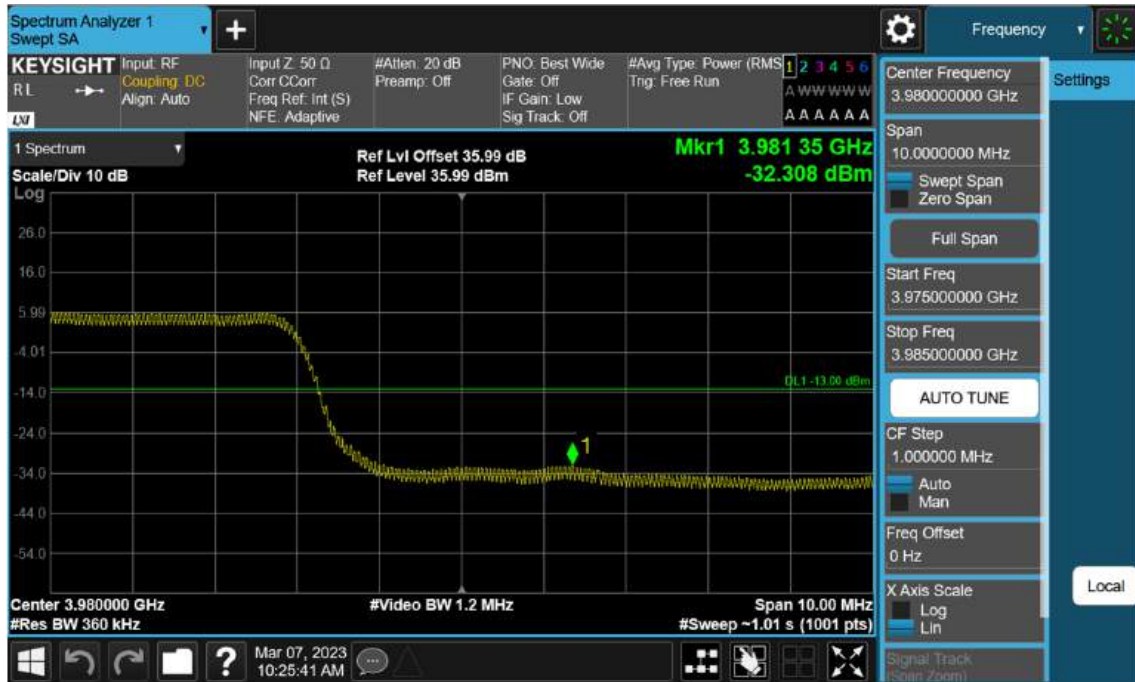 Spectrum Analyzer 1
Swept SA
+
Frequency
KEYSIGHT
RL
LXI
Input: RF
Coupling: DC
Align: Auto
Input Z: 50 Ω
Corr CCorr
Freq Ref: Int (S)
NFE: Adaptive
#Atten: 20 dB
Preamp: Off
PNO: Best Wide
Gate: Off
IF Gain: Low
Sig Track: Off
#Avg Type: Power (RMS
Trig: Free Run
1 2 3 4 5 6
A W W W W W
A A A A A A
1 Spectrum
Scale/Div 10 dB
Log
Ref Lvl Offset 35.99 dB
Ref Level 35.99 dBm
Mkr1 3.981 35 GHz
-32.308 dBm
26.0
16.0
5.99
-4.01
-14.0
-24.0
-34.0
-44.0
-54.0
DL1 -13.00 dBm
1
Center 3.980000 GHz
#Res BW 360 kHz
#Video BW 1.2 MHz
Span 10.00 MHz
#Sweep ~1.01 s (1001 pts)
Center Frequency
3.980000000 GHz
Span
10.0000000 MHz
Swept Span
Zero Span
Full Span
Start Freq
3.975000000 GHz
Stop Freq
3.985000000 GHz
AUTO TUNE
CF Step
1.000000 MHz
Auto
Man
Freq Offset
0 Hz
X Axis Scale
Log
Lin
Signal Track
(Span Zoom)
Settings
Local
?
Mar 07, 2023
10:25:41 AM